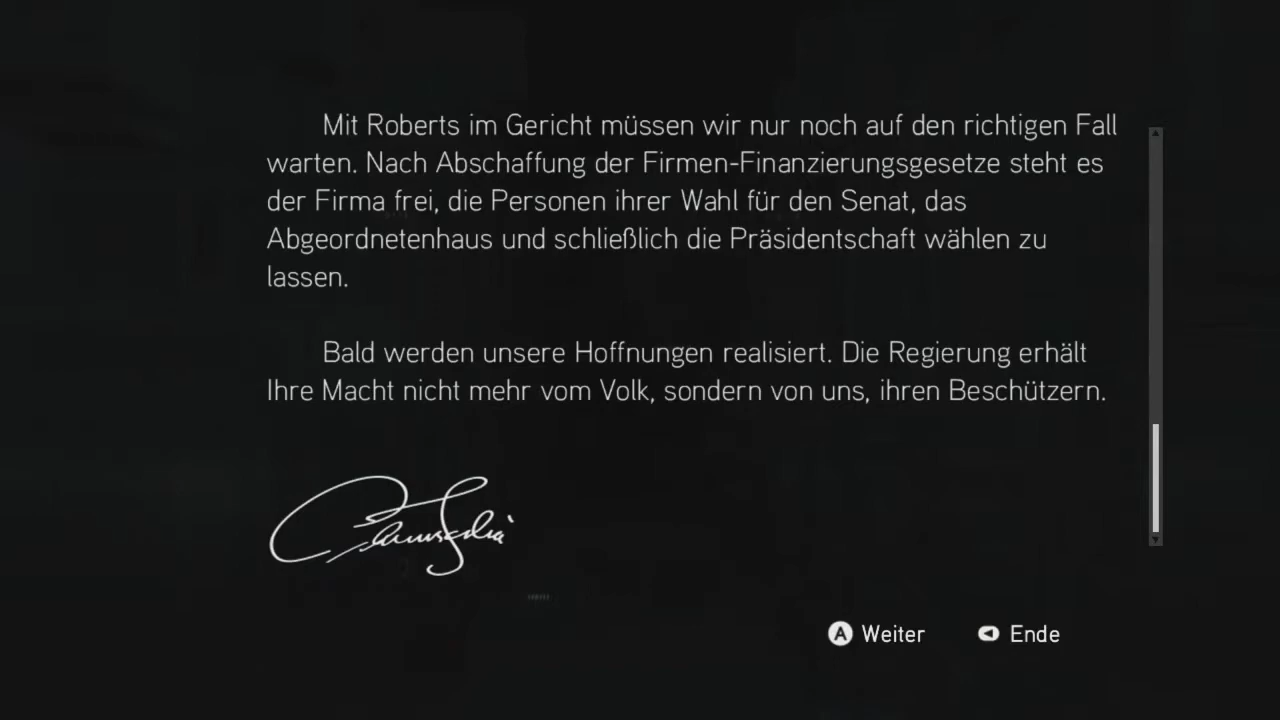 Mit Roberts im Gericht müssen wir nur noch auf den richtigen Fall
warten. Nach Abschaffung der Firmen-Finanzierungsgesetze steht es
der Firma frei, die Personen ihrer Wahl für den Senat, das
Abgeordnetenhaus und schließlich die Präsidentschaft wählen zu
lassen.
Bald werden unsere Hoffnungen realisiert. Die Regierung erhält
Ihre Macht nicht mehr vom Volk, sondern von uns, ihren Beschützern.
A Weiter
Ende